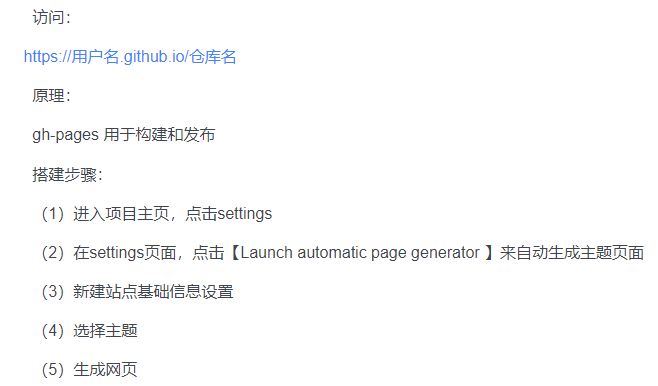 访问：
https://用户名.github.io/仓库名
原理：
gh-pages 用于构建和发布
搭建步骤：
（1）进入项目主页，点击settings
（2）在settings页面，点击【Launch automatic page generator 】来自动生成主题页面
（3）新建站点基础信息设置
（4）选择主题
（5）生成网页